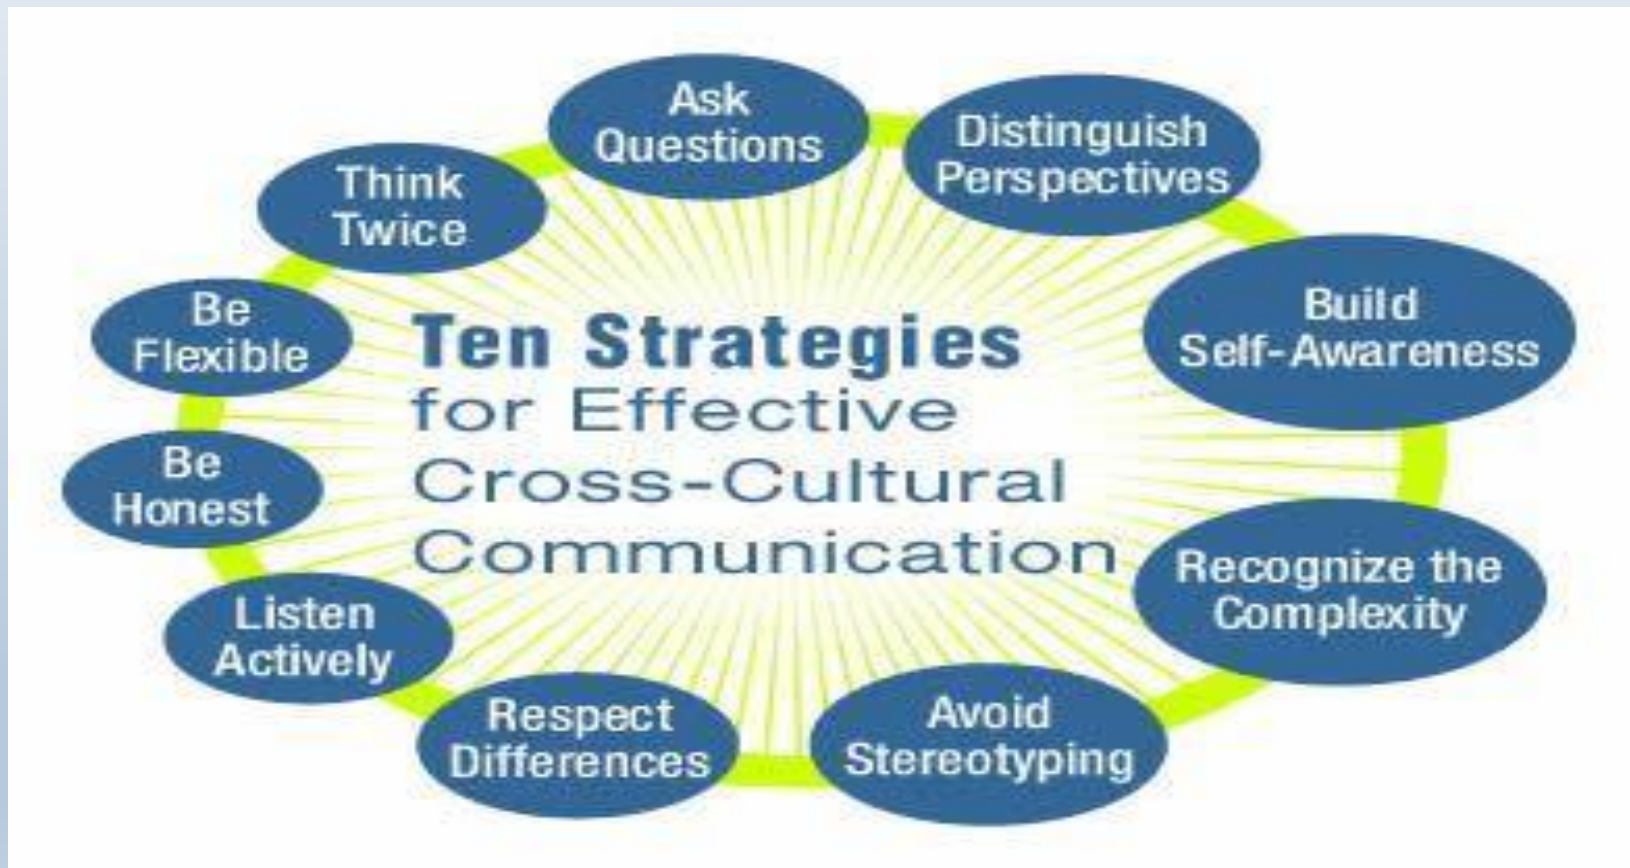 Ask
Questions
Distinguish
Perspectives
Build
Self-Awareness
Recognize the
Complexity
Avoid
Stereotyping
Respect
Differences
Listen
Actively
Be
Honest
Be
Flexible
Think
Twice
Ten Strategies
for Effective
Cross-Cultural
Communication